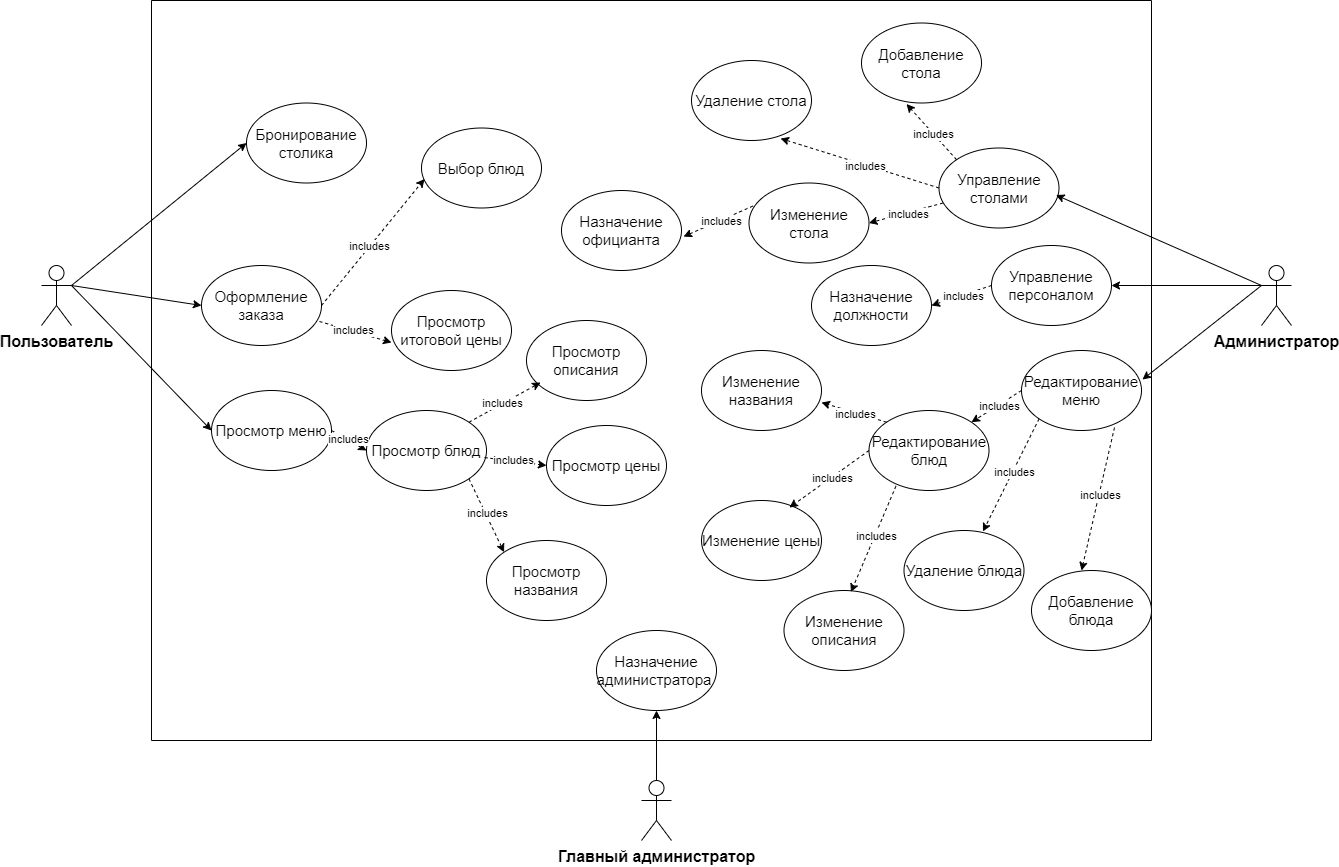 Добавление
стола
Удаление стола
includes
Бронирование
столика
Выбор блюд
includes
Управление
столами
Назначение
официанта
includes
Изменение
стола
includes
includes
Пользователь
Оформление
заказа
includes
Просмотр
итоговой цены
Назначение
должности
includes
Управление
персоналом
Администратор
Просмотр
описания
Изменение
названия
Редактирование
меню
includes
includes
includes
Просмотр меню
includes
Просмотр блюд
Редактирование
блюд
includes
Просмотр цены
includes
includes
includes
includes
Изменение цены
includes
Удаление блюда
Просмотр
названия
Добавление
блюда
Изменение
описания
Назначение
администратора
Главный администратор